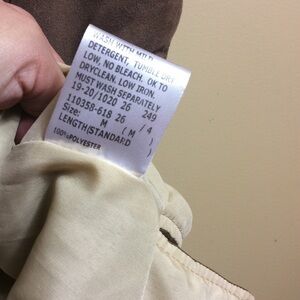 WASH WITH MILD
DETERGENT, TUMBLE DRY
LOW, NO BLEACH. OK TO
DRYCLEAN. LOW IRON.
MUST WASH SEPARATELY
19-20/1020 26 249
110358-618 26 / 4
Size: M ( M )
LENGTH/STANDARD )
100%POLYESTER